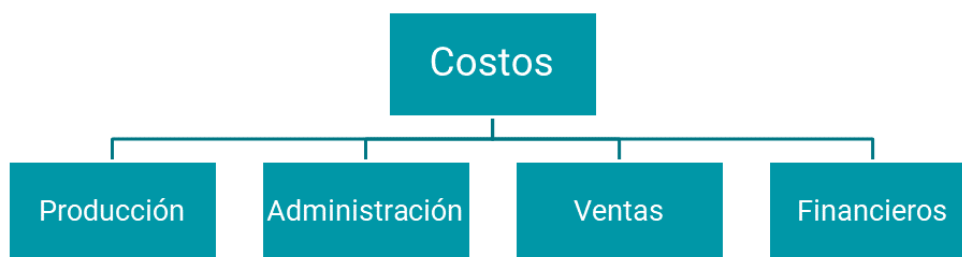 Costos
Producción
Administración
Ventas
Financieros